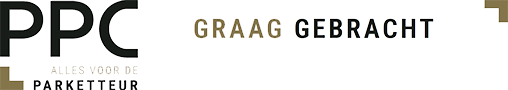 PPC
ALLES VOOR DE
PARKETTEUR
GRAAG GEBRACHT